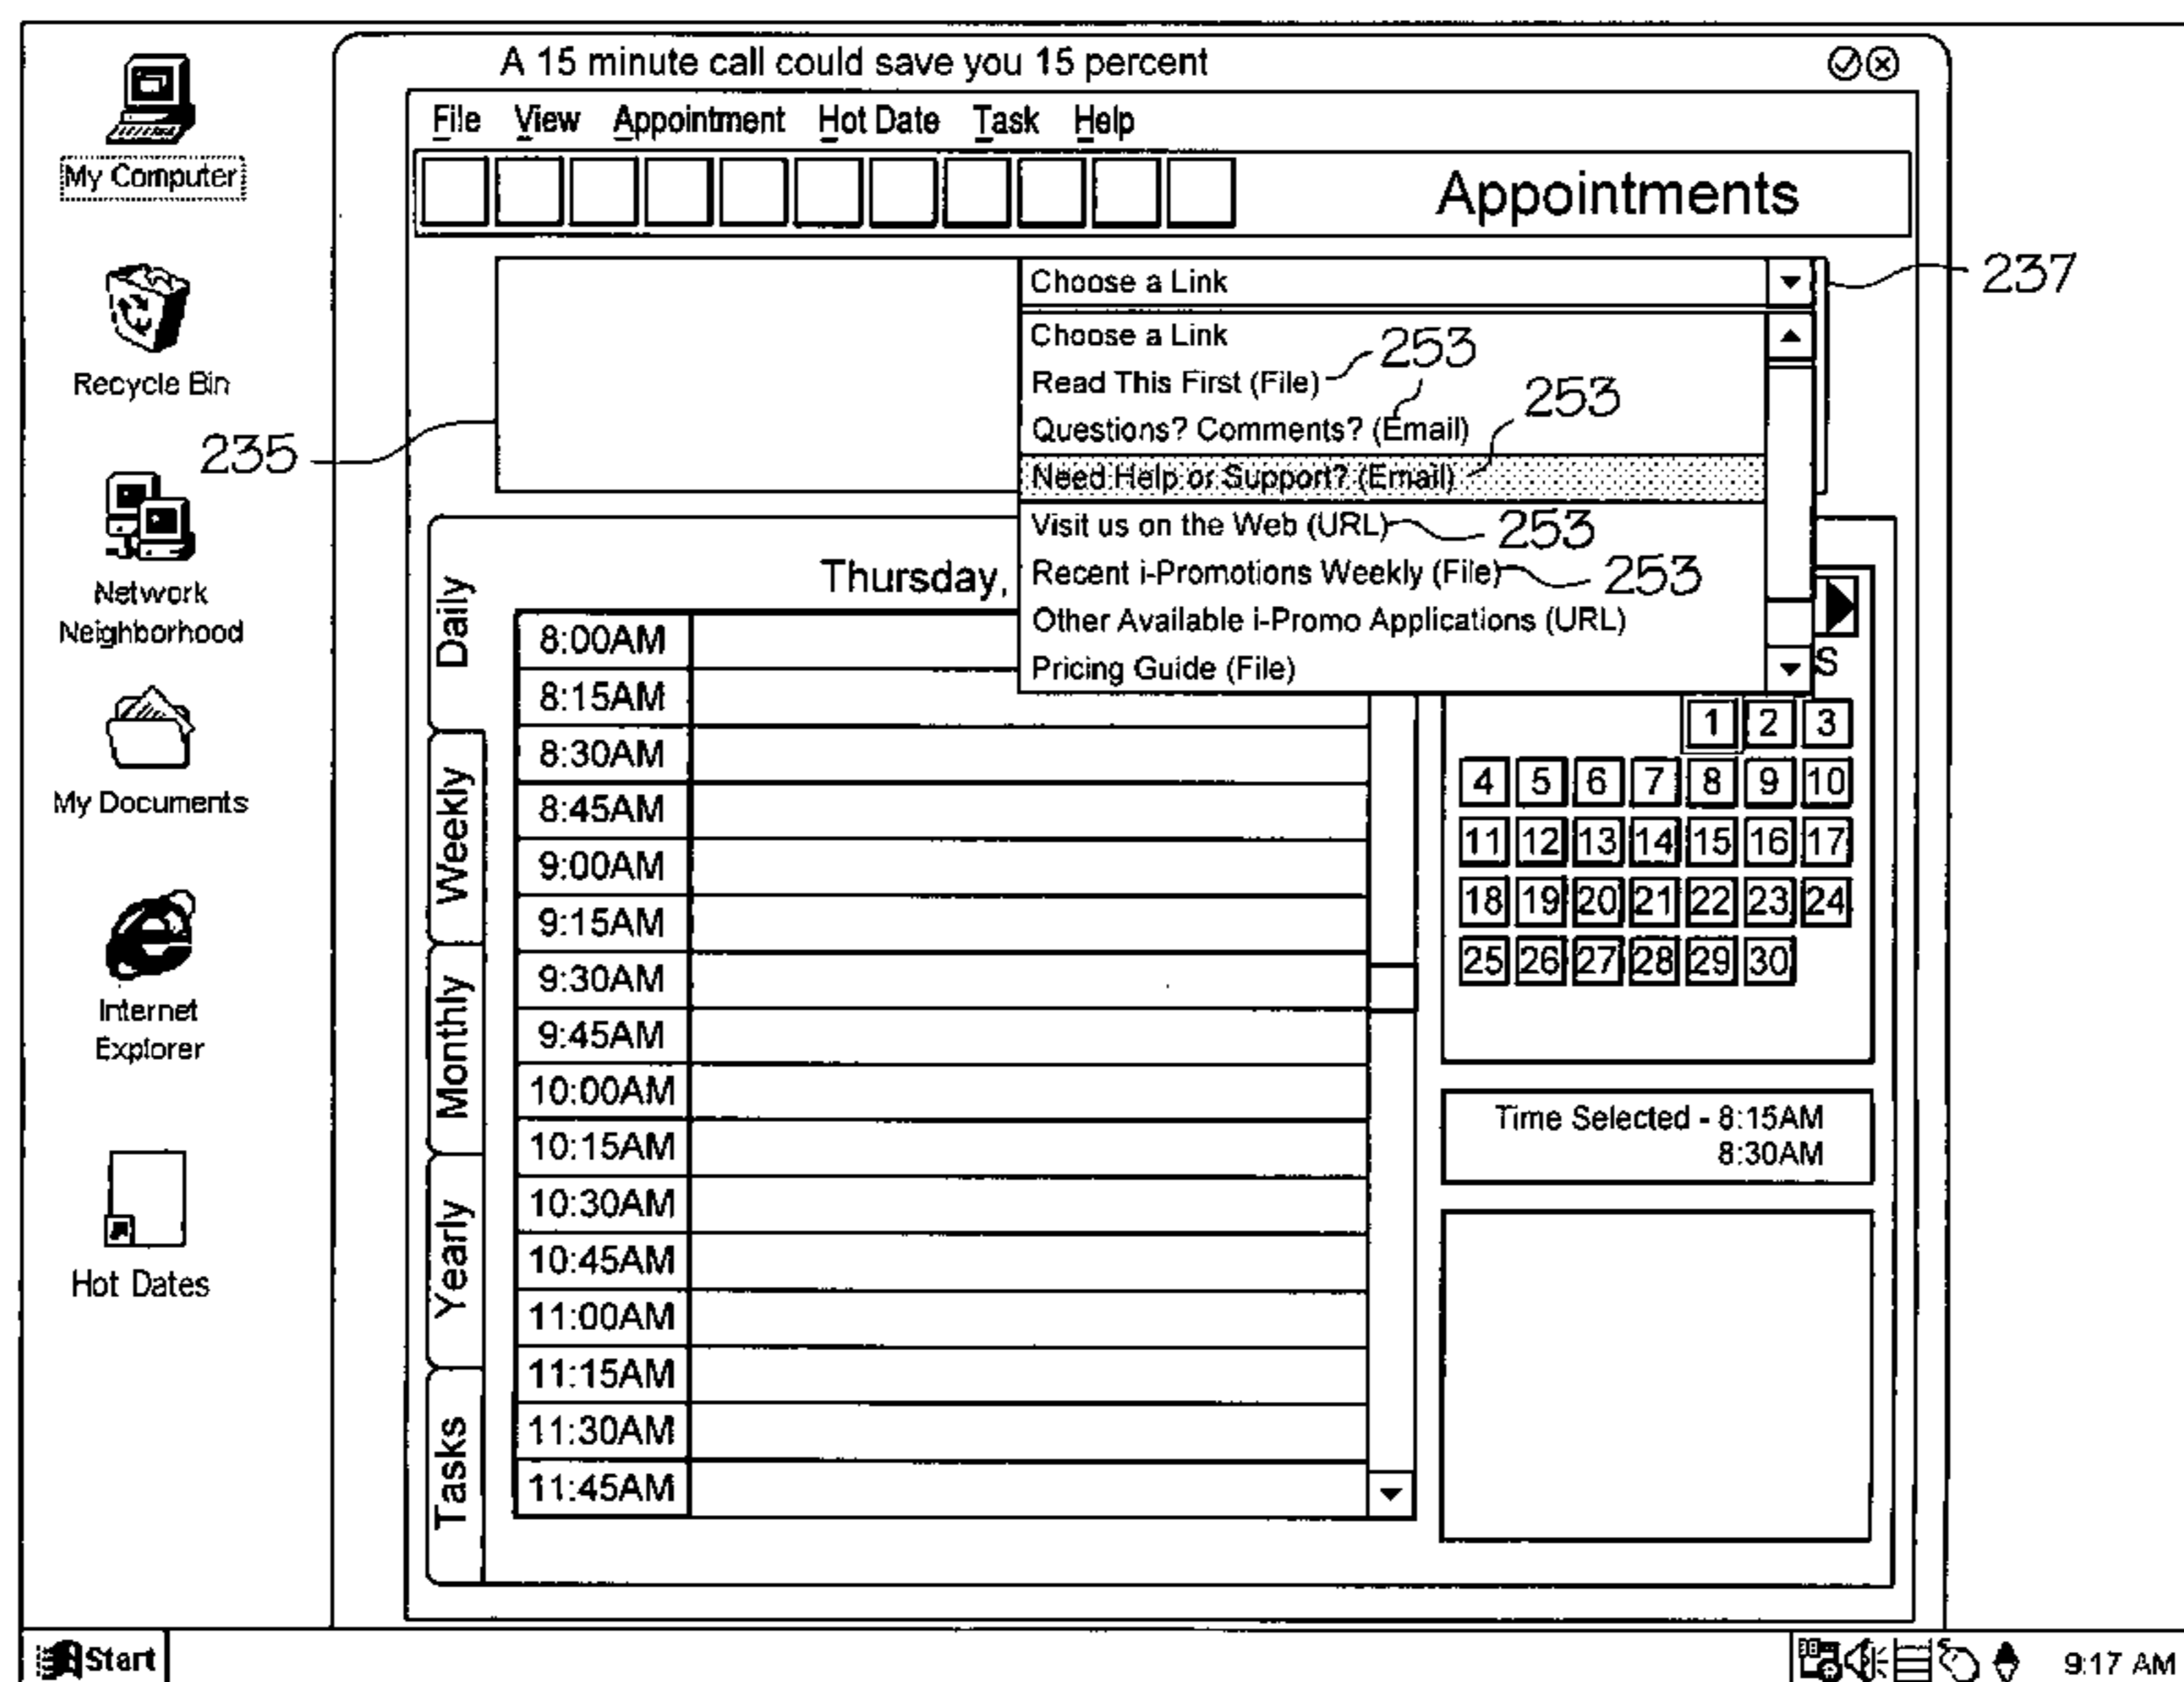 A 15 minute call could save you 15 percent
File View Appointment Hot Date Task Help
Appointments
My Computer
Recycle Bin
Network
Neighborhood
My Documents
Internet
Explorer
Hot Dates
235
237
Choose a Link
Choose a Link
Read This First (File) 253
Questions? Comments? (Email) 253
Need Help or Support? (Email)
Visit us on the Web (URL) 253
Recent i-Promotions Weekly (File) 253
Other Available i-Promo Applications (URL)
Pricing Guide (File)
Thursday,
Daily
Weekly
Monthly
Yearly
Tasks
8:00AM
8:15AM
8:30AM
8:45AM
9:00AM
9:15AM
9:30AM
9:45AM
10:00AM
10:15AM
10:30AM
10:45AM
11:00AM
11:15AM
11:30AM
11:45AM
S
1 2 3
4 5 6 7 8 9 10
11 12 13 14 15 16 17
18 19 20 21 22 23 24
25 26 27 28 29 30
Time Selected - 8:15AM
8:30AM
Start
9:17 AM